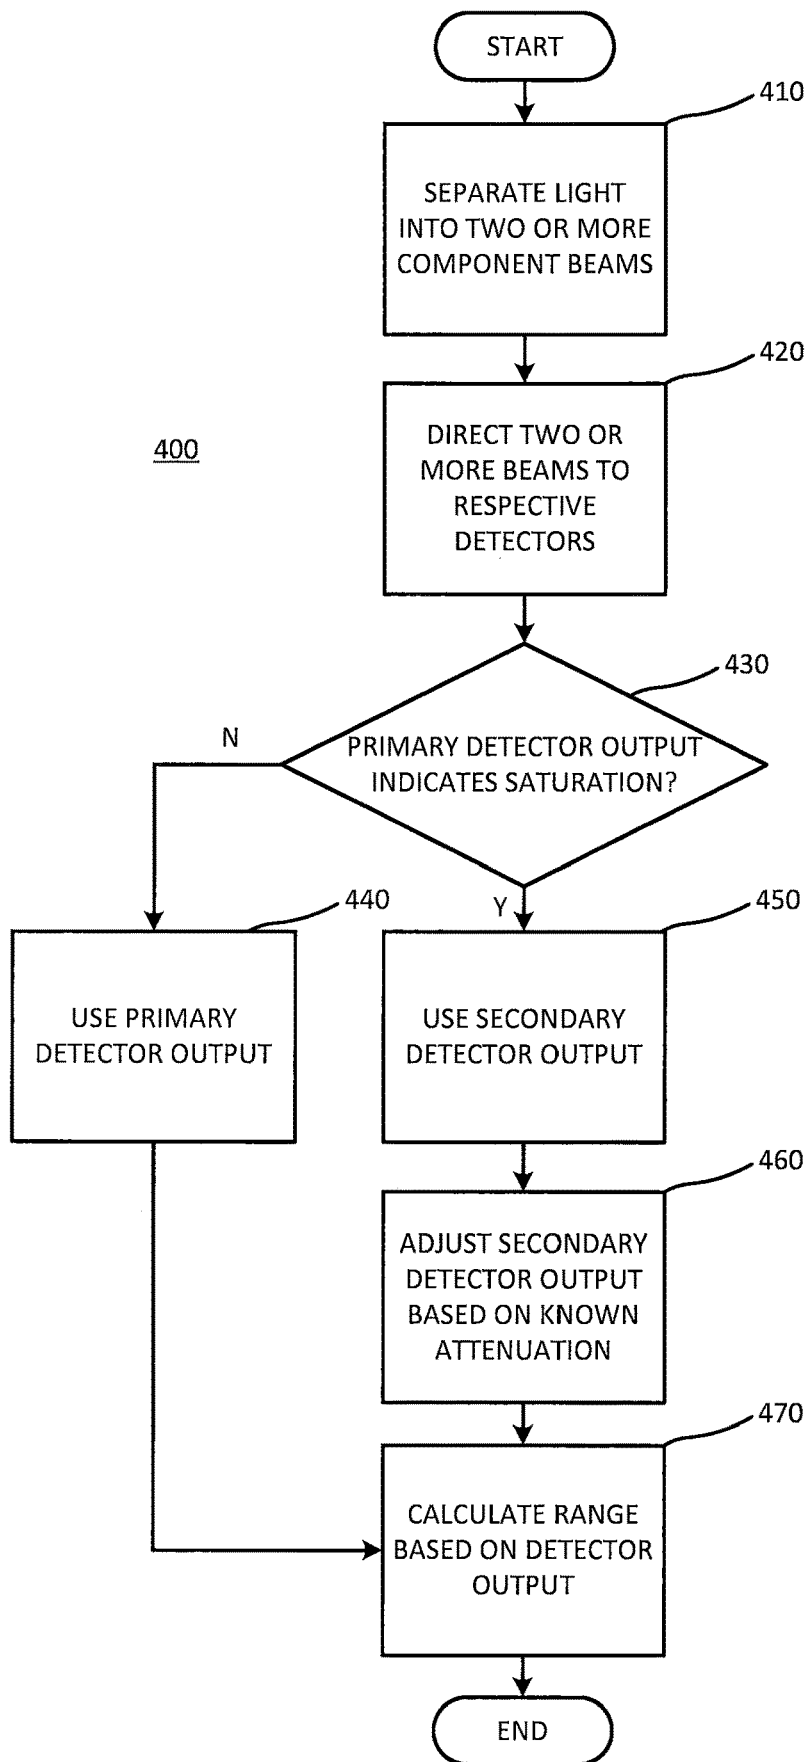 START
410
SEPARATE LIGHT
INTO TWO OR MORE
COMPONENT BEAMS
420
DIRECT TWO OR
MORE BEAMS TO
RESPECTIVE
DETECTORS
400
430
PRIMARY DETECTOR OUTPUT
INDICATES SATURATION?
N
Y
440
USE PRIMARY
DETECTOR OUTPUT
450
USE SECONDARY
DETECTOR OUTPUT
460
ADJUST SECONDARY
DETECTOR OUTPUT
BASED ON KNOWN
ATTENUATION
470
CALCULATE RANGE
BASED ON DETECTOR
OUTPUT
END